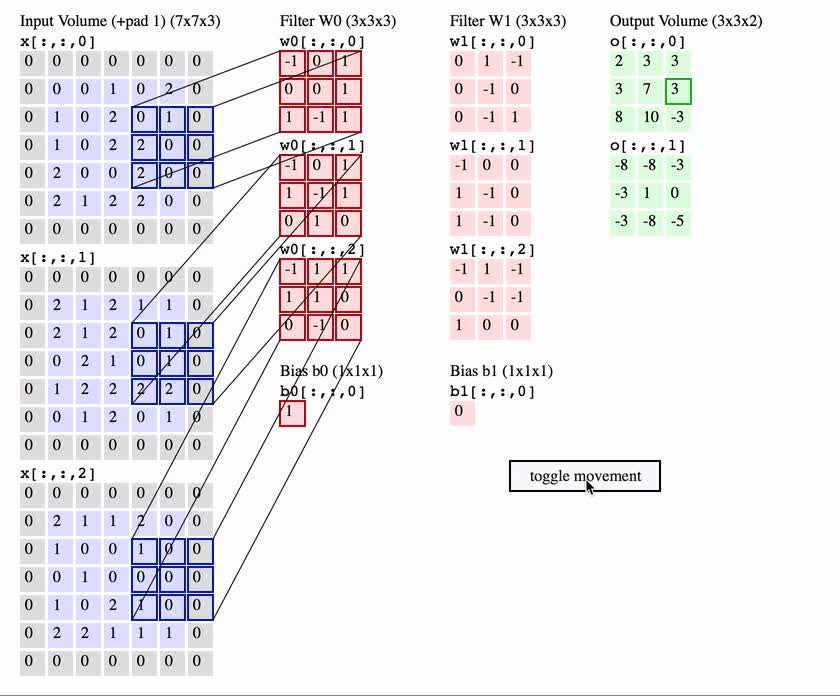 Input Volume (+pad 1) (7x7x3)
x[:,:,0]
0 0 0 0 0 0 0
0 0 0 1 0 2 0
0 1 0 2 0 1 0
0 1 0 2 2 0 0
0 2 0 0 2 0 0
0 2 1 2 2 0 0
0 0 0 0 0 0 0
x[:,:,1]
0 0 0 0 0 0 0
0 2 1 2 1 1 0
0 2 1 2 0 1 0
0 0 2 1 0 1 0
0 1 2 2 2 2 0
0 0 1 2 0 1 0
0 0 0 0 0 0 0
x[:,:,2]
0 0 0 0 0 0 0
0 2 1 1 2 0 0
0 1 0 0 1 0 0
0 0 1 0 0 0 0
0 1 0 2 1 0 0
0 2 2 1 1 1 0
0 0 0 0 0 0 0
Filter W0 (3x3x3)
w0[:,:,0]
-1 0 1
0 0 1
1 -1 1
w0[:,:,1]
-1 0 1
1 -1 1
0 1 0
w0[:,:,2]
-1 1 1
1 1 0
0 -1 0
Bias b0 (1x1x1)
b0[:,:,0]
1
Filter W1 (3x3x3)
w1[:,:,0]
0 1 -1
0 -1 0
0 -1 1
w1[:,:,1]
-1 0 0
1 -1 0
1 -1 0
w1[:,:,2]
-1 1 -1
0 -1 -1
1 0 0
Bias b1 (1x1x1)
b1[:,:,0]
0
Output Volume (3x3x2)
o[:,:,0]
2 3 3
3 7 3
8 10 -3
o[:,:,1]
-8 -8 -3
-3 1 0
-3 -8 -5
toggle movement